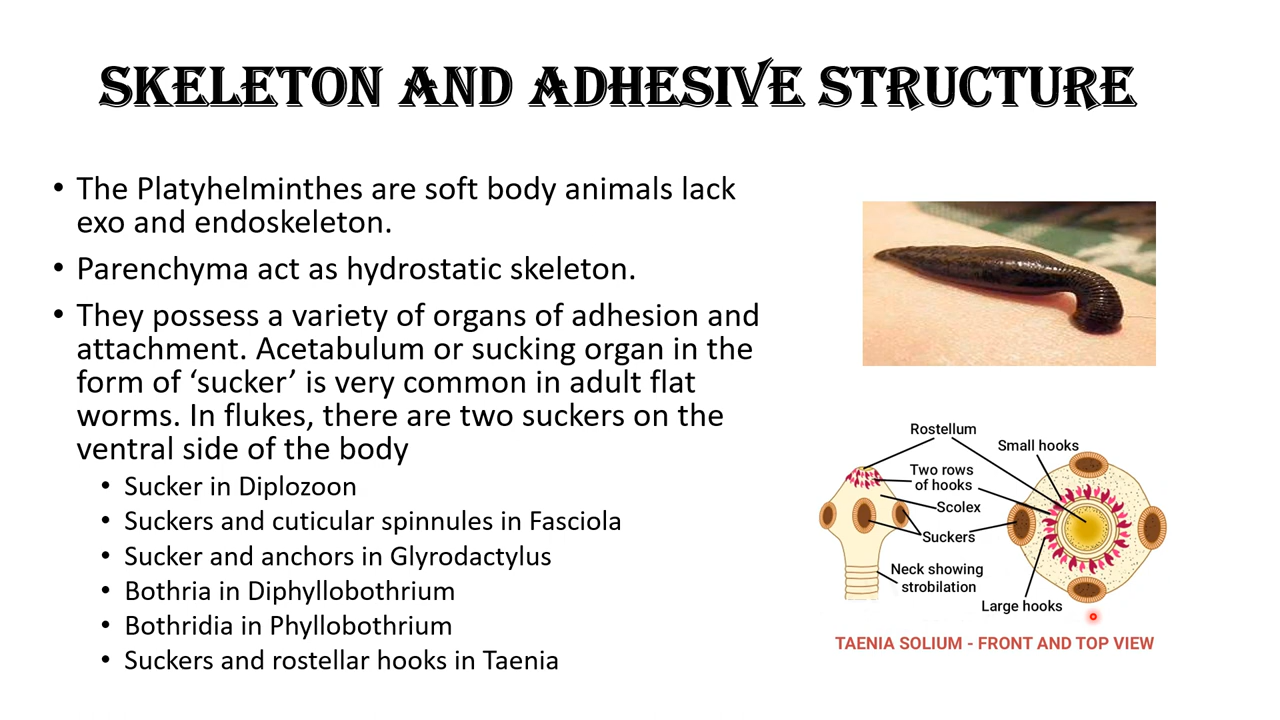 SKELETON AND ADHESIVE STRUCTURE
• The Platyhelminthes are soft body animals lack
exo and endoskeleton.
• Parenchyma act as hydrostatic skeleton.
• They possess a variety of organs of adhesion and
attachment. Acetabulum or sucking organ in the
form of ‘sucker’ is very common in adult flat
worms. In flukes, there are two suckers on the
ventral side of the body
• Sucker in Diplozoon
• Suckers and cuticular spinnules in Fasciola
• Sucker and anchors in Glyrodactylus
• Bothria in Diphyllobothrium
• Bothridia in Phyllobothrium
• Suckers and rostellar hooks in Taenia
Rostellum
Small hooks
Two rows
of hooks
Scolex
Suckers
Neck showing
strobilation
Large hooks
TAENIA SOLIUM - FRONT AND TOP VIEW